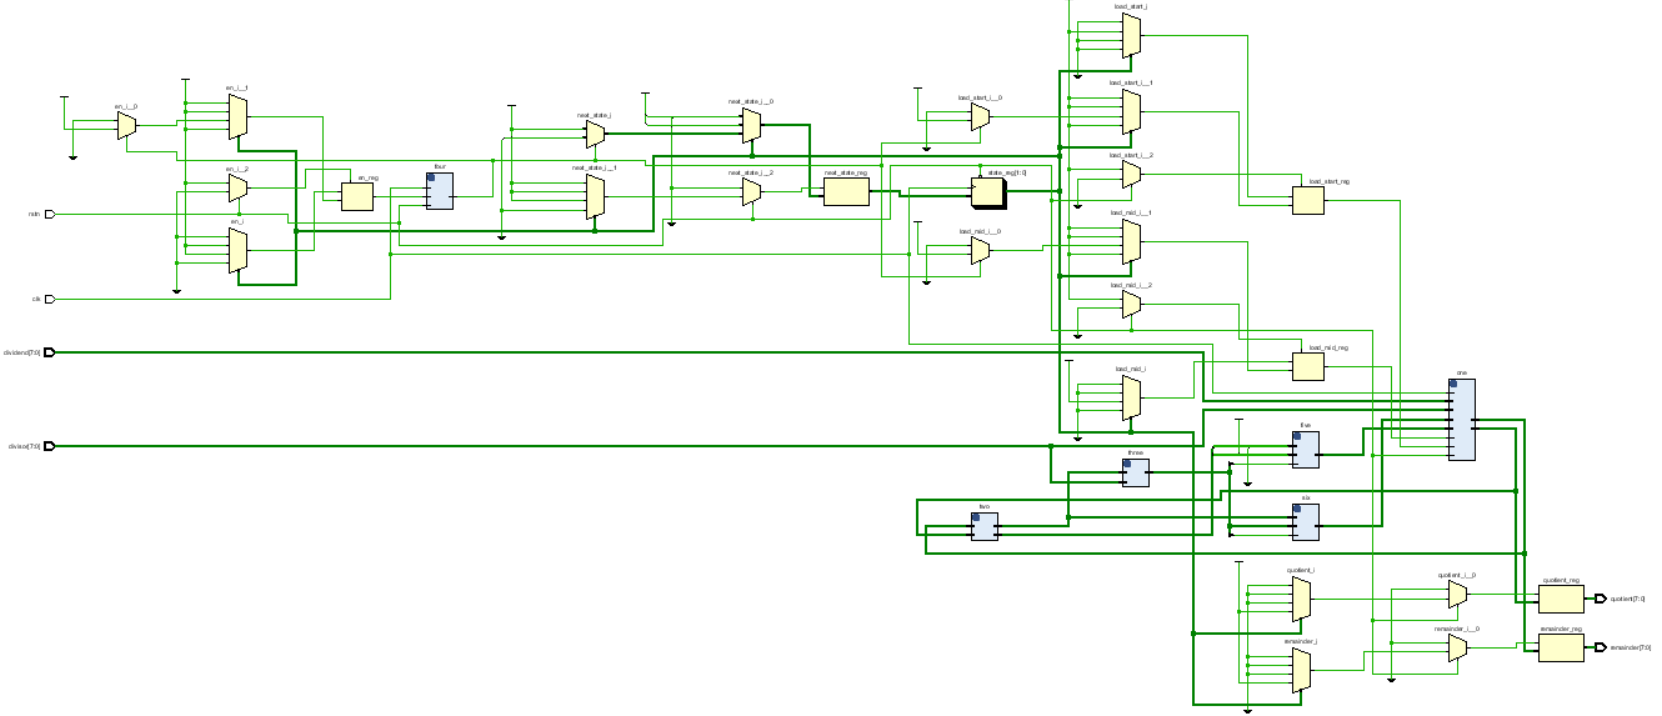 load_start_i
load_start_i__1
en_i__1
load_start_i__0
next_state_i__0
en_i__0
next_state_i
load_start_i__2
four
next_state_i__1
next_state_i__2
next_state_reg
state_reg[1:0]
en_i__2
en_reg
load_start_reg
rstn
load_mid_i__1
en_i
load_mid_i__0
load_mid_i__2
clk
dividend[7:0]
load_mid_reg
load_mid_i
one
five
divisor[7:0]
three
six
two
quotient_i
quotient_i__0
quotient_reg
quotient[7:0]
remainder_i
remainder_i__0
remainder_reg
remainder[7:0]